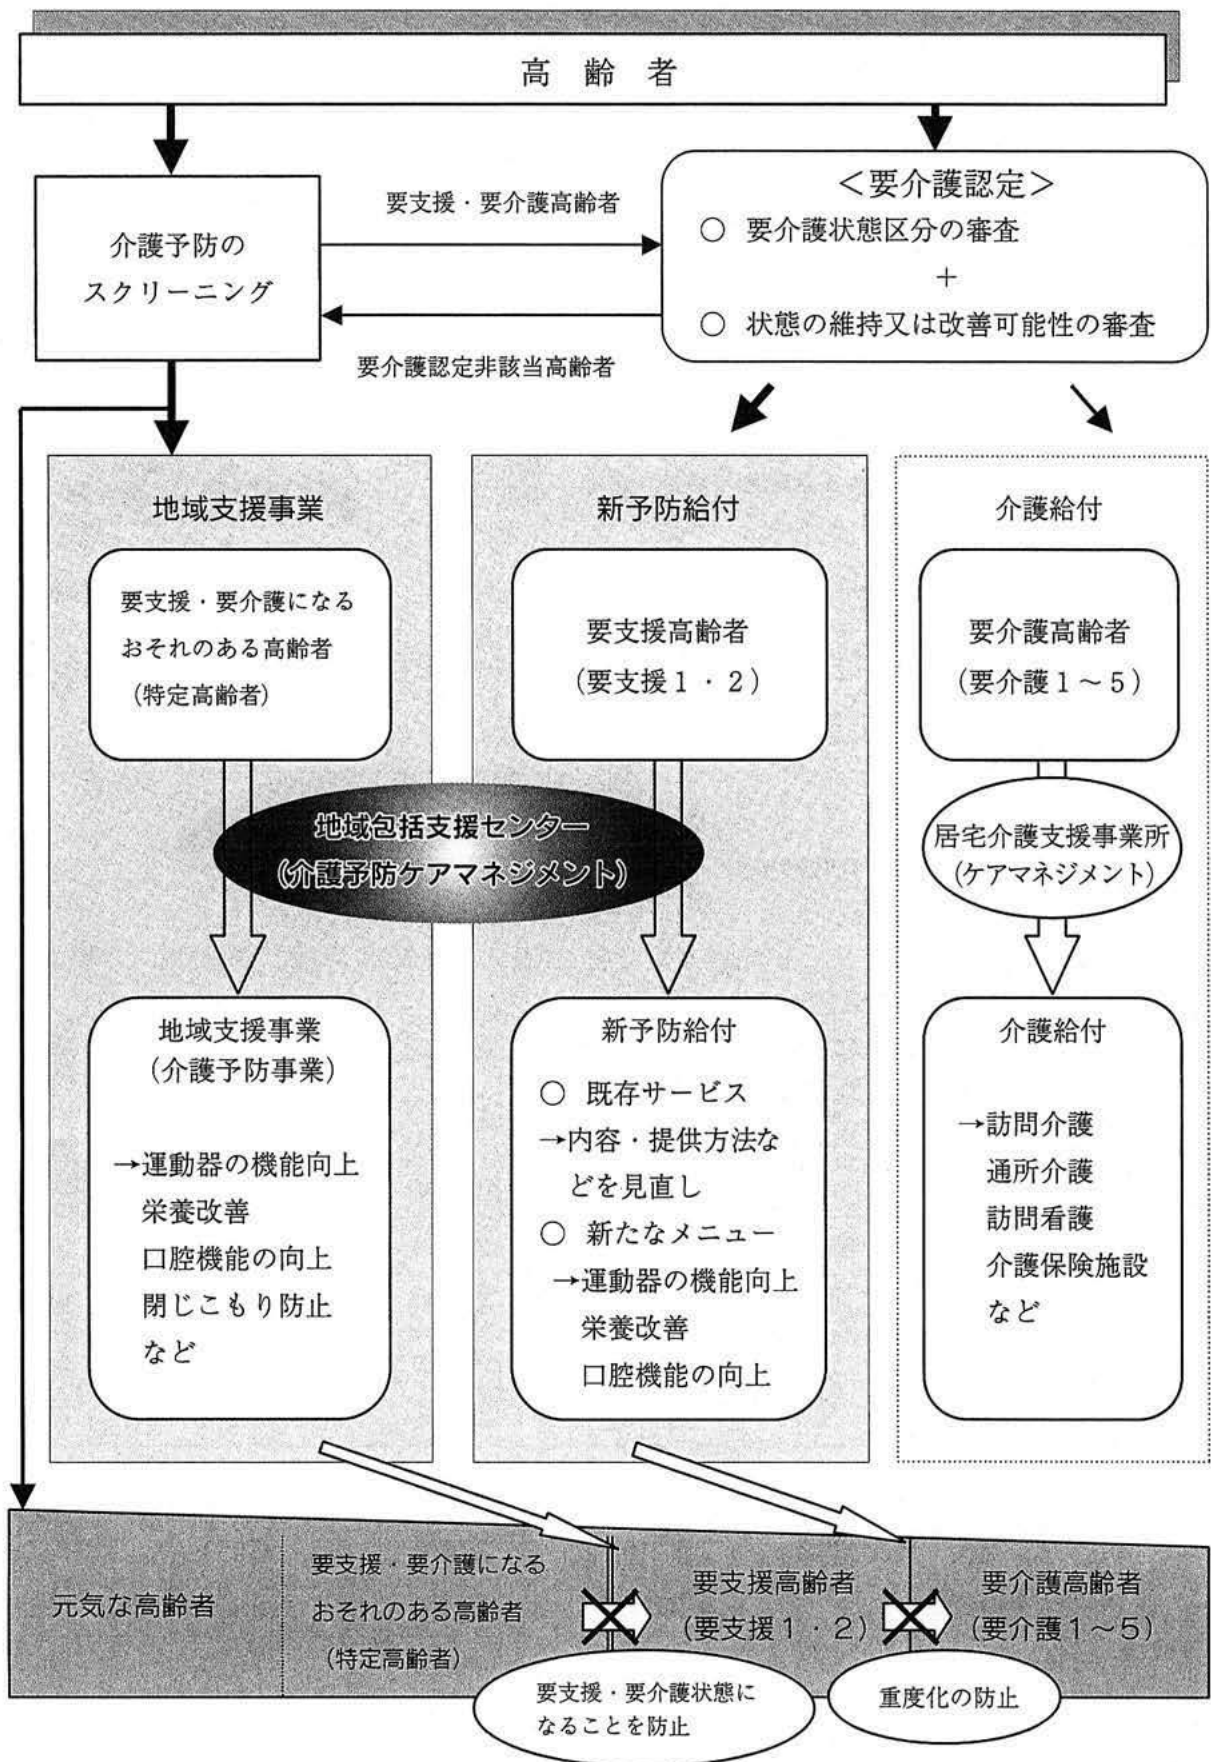 高齢者
介護予防の
スクリーニング
要支援・要介護高齢者
要介護認定非該当高齢者
＜要介護認定＞
○ 要介護状態区分の審査
＋
○ 状態の維持又は改善可能性の審査
地域支援事業
要支援・要介護になる
おそれのある高齢者
（特定高齢者）
新予防給付
要支援高齢者
（要支援１・２）
介護給付
要介護高齢者
（要介護１～５）
地域包括支援センター
（介護予防ケアマネジメント）
居宅介護支援事業所
（ケアマネジメント）
地域支援事業
（介護予防事業）
→運動器の機能向上
栄養改善
口腔機能の向上
閉じこもり防止
など
新予防給付
○ 既存サービス
→内容・提供方法な
どを見直し
○ 新たなメニュー
→運動器の機能向上
栄養改善
口腔機能の向上
介護給付
→訪問介護
通所介護
訪問看護
介護保険施設
など
元気な高齢者
要支援・要介護になる
おそれのある高齢者
（特定高齢者）
要支援高齢者
（要支援１・２）
要介護高齢者
（要介護１～５）
要支援・要介護状態に
なることを防止
重度化の防止